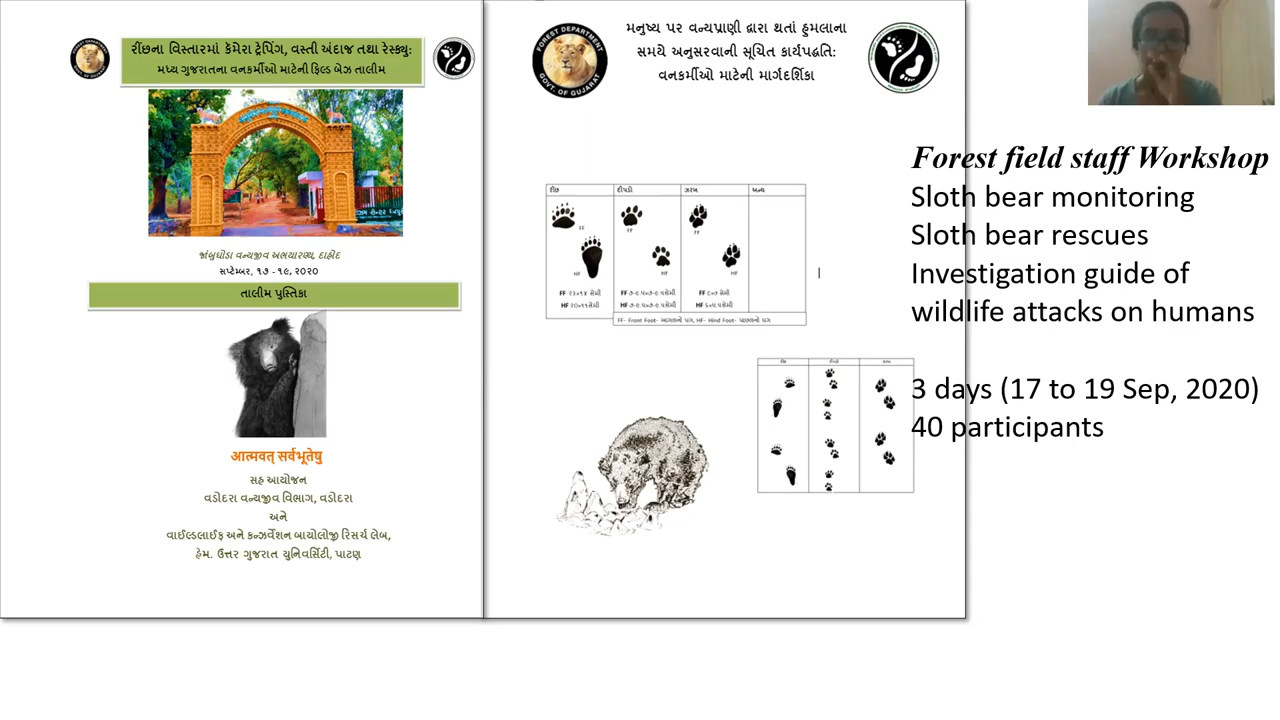 રીંછના વિસ્તારમાં કેમેરા ટ્રેપિંગ, વસ્તી અંદાજ તથા રેસ્ક્યુ:
મધ્ય ગુજરાતના વનકર્મીઓ માટેની ફિલ્ડ બેઝ તાલીમ
જાંબુઘોડા વન્યજીવ અભયારણ્ય, દાહોદ
સપ્ટેમ્બર, ૧૭ - ૧૯, ૨૦૨૦
તાલીમ પુસ્તિકા
आत्मवत् सर्वभूतेषु
સહ આયોજન
વડોદરા વન્યજીવ વિભાગ, વડોદરા
અને
વાઈલ્ડલાઈફ અને કન્ઝર્વેશન બાયોલોજી રિસર્ચ લેબ,
હેમ. ઉત્તર ગુજરાત યુનિવર્સિટી, પાટણ
FOREST DEPARTMENT
GOVT. OF GUJARAT
મનુષ્ય પર વન્યપ્રાણી દ્વારા થતાં હુમલાના
સમયે અનુસરવાની સૂચિત કાર્યપદ્ધતિ:
વનકર્મીઓ માટેની માર્ગદર્શિકા
રીંછ દીપડો ઝરખ અન્ય
FF FF FF
HF HF HF
FF- Front Foot- આગળનો પગ, HF- Hind Foot- પાછળનો પગ
Forest field staff Workshop
Sloth bear monitoring
Sloth bear rescues
Investigation guide of
wildlife attacks on humans
3 days (17 to 19 Sep, 2020)
40 participants